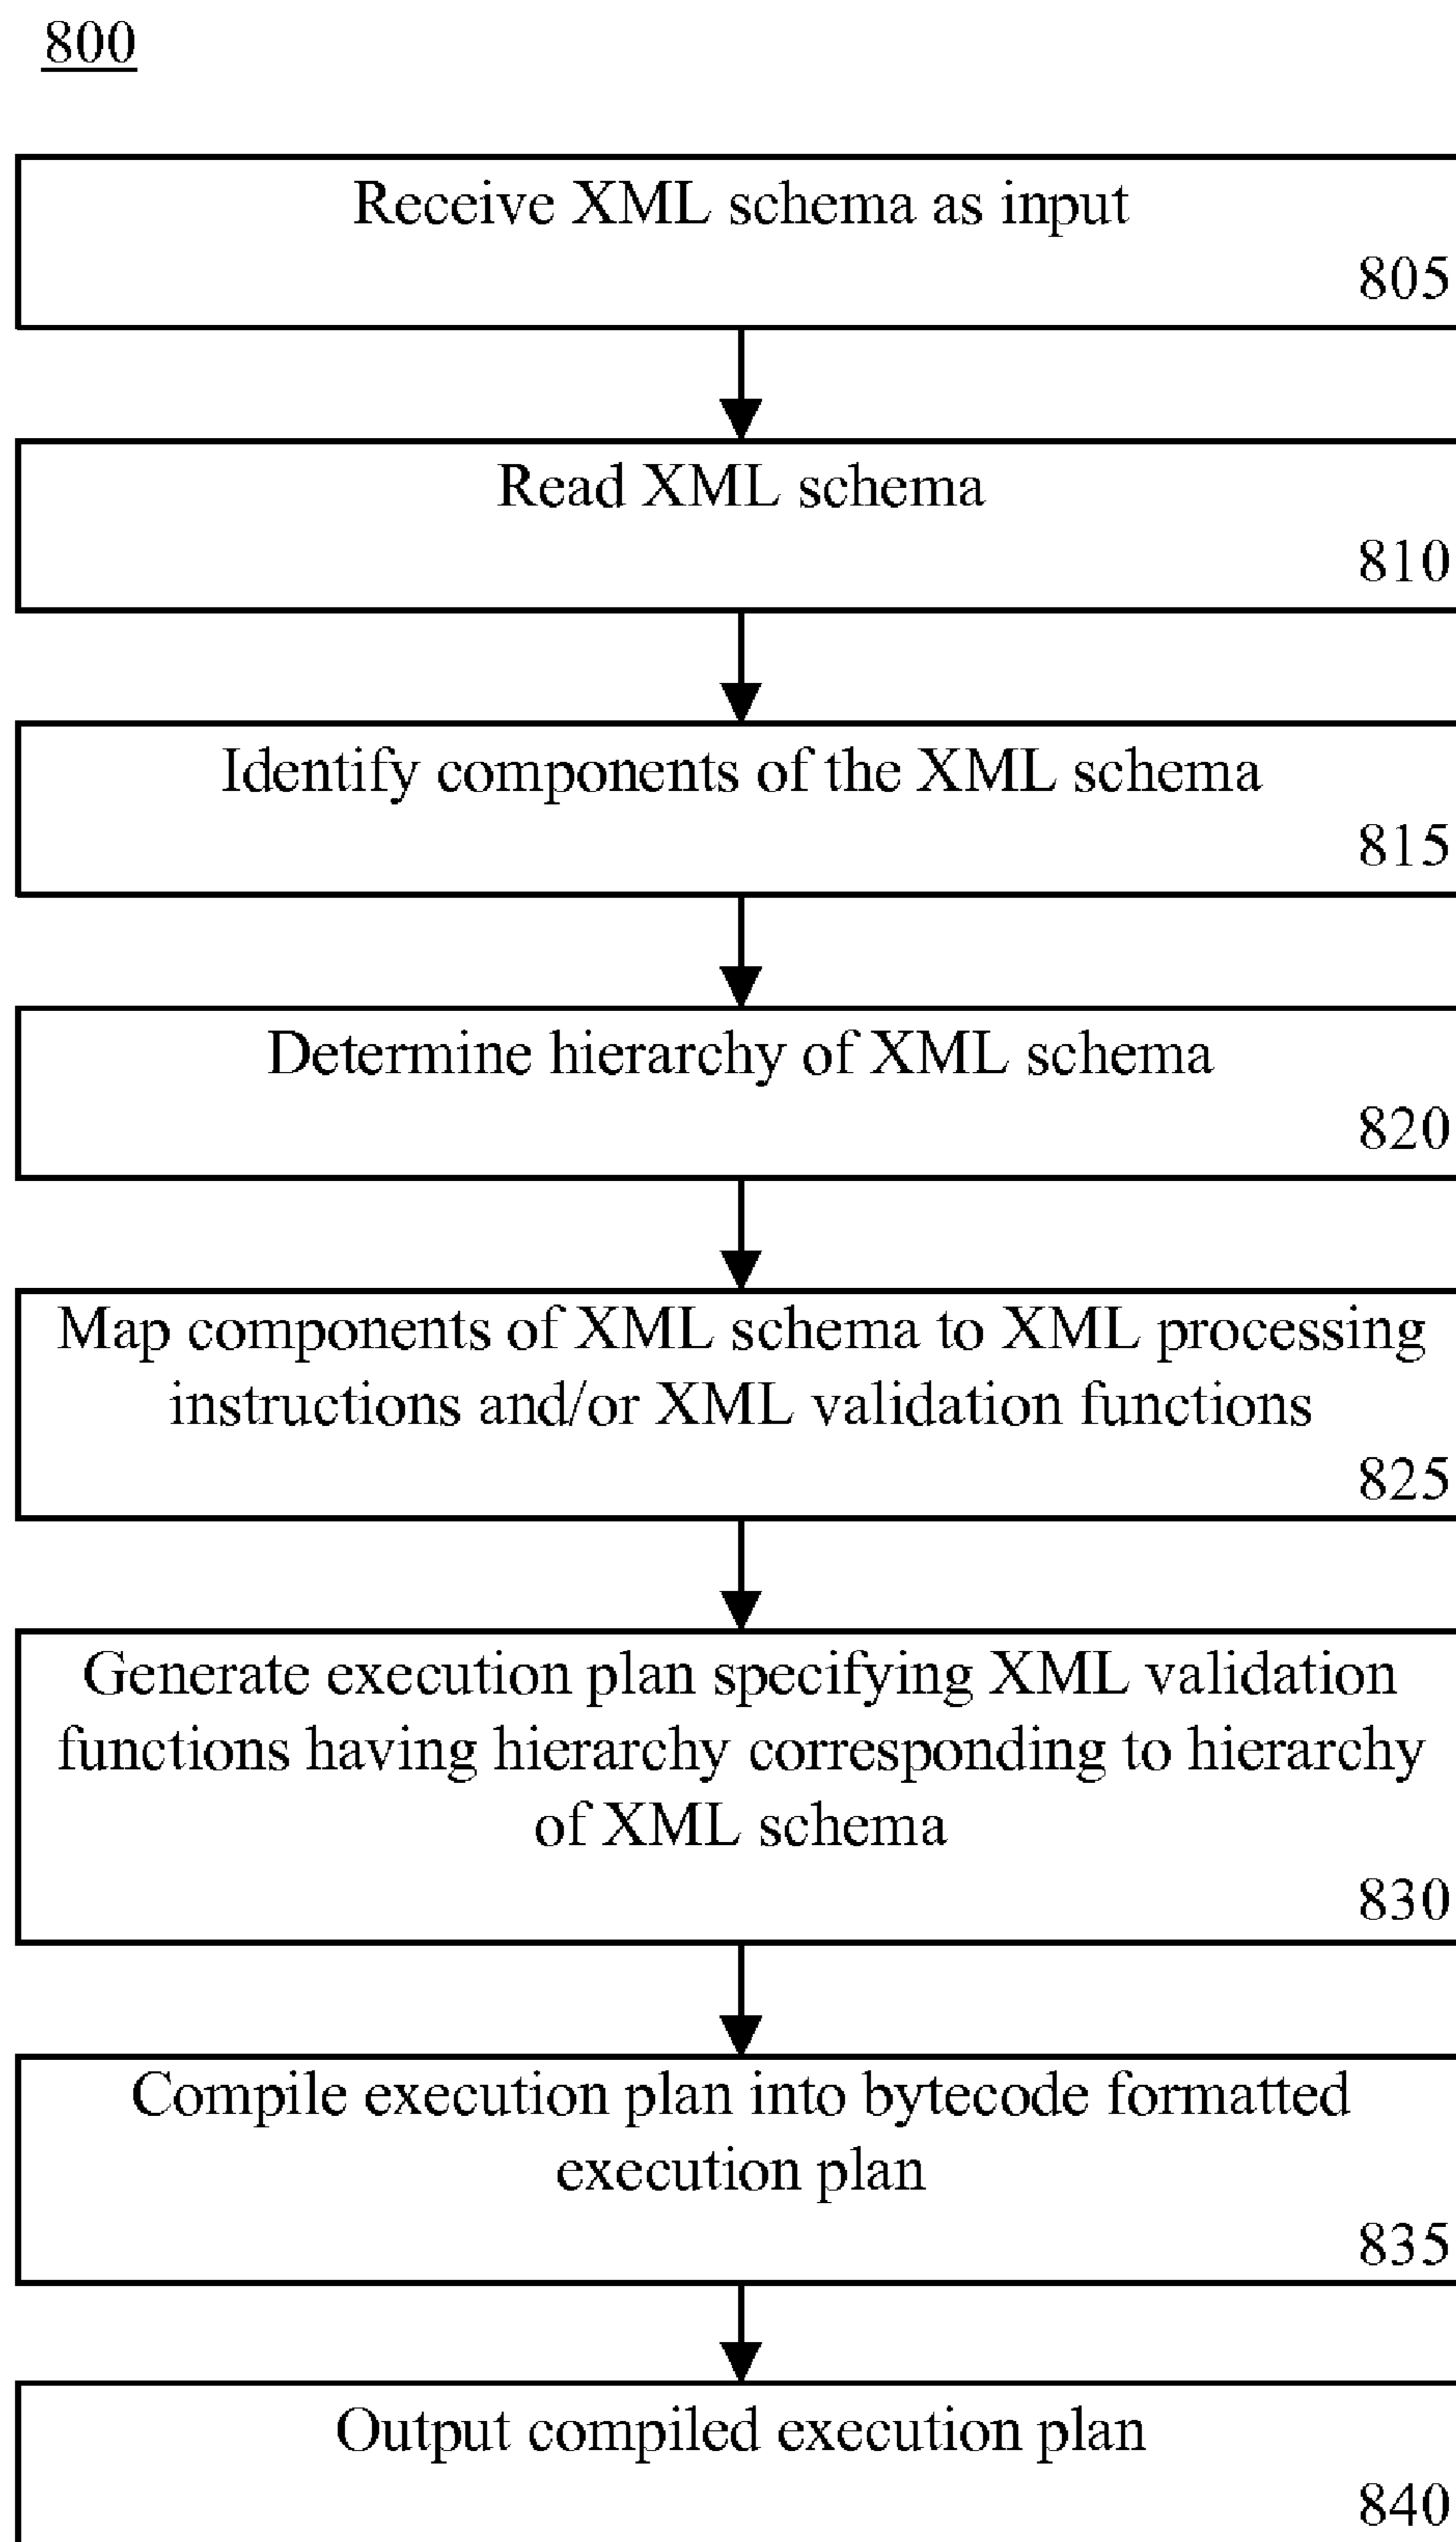 800
Receive XML schema as input
805
Read XML schema
810
Identify components of the XML schema
815
Determine hierarchy of XML schema
820
Map components of XML schema to XML processing
instructions and/or XML validation functions
825
Generate execution plan specifying XML validation
functions having hierarchy corresponding to hierarchy
of XML schema
830
Compile execution plan into bytecode formatted
execution plan
835
Output compiled execution plan
840